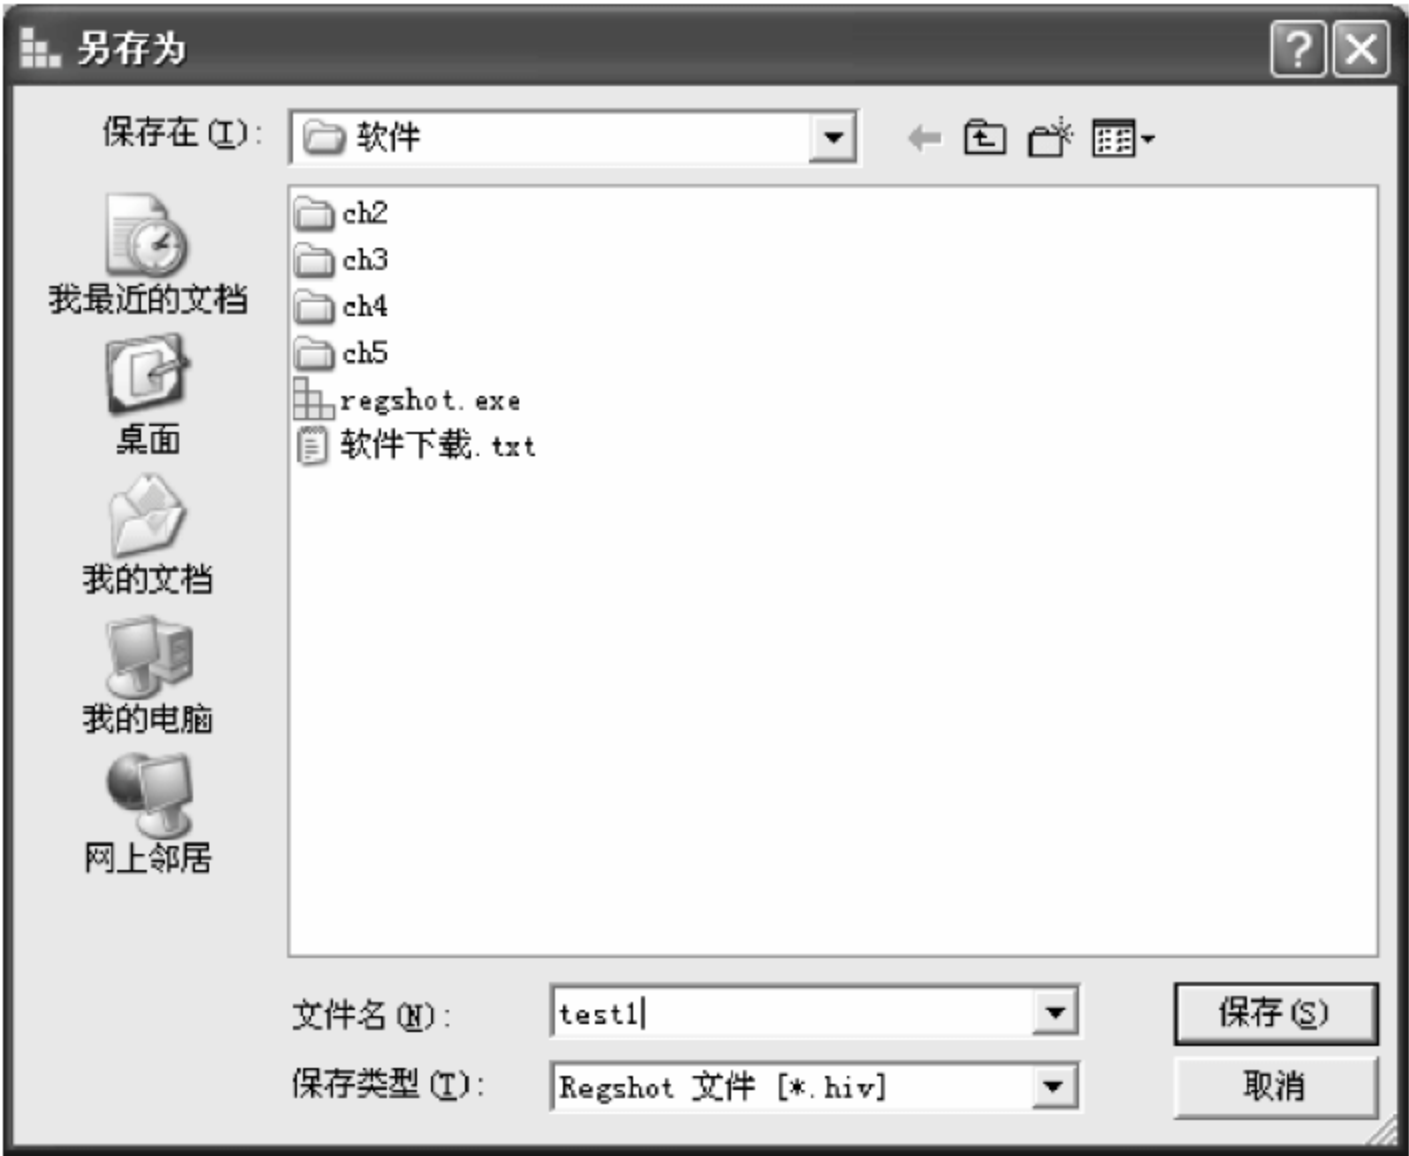 另存为
保存在(I):
软件
我最近的文档
桌面
我的文档
我的电脑
网上邻居
ch2
ch3
ch4
ch5
regshot.exe
软件下载.txt
文件名(N):
test1
保存(S)
保存类型(T):
Regshot 文件 [*.hiv]
取消